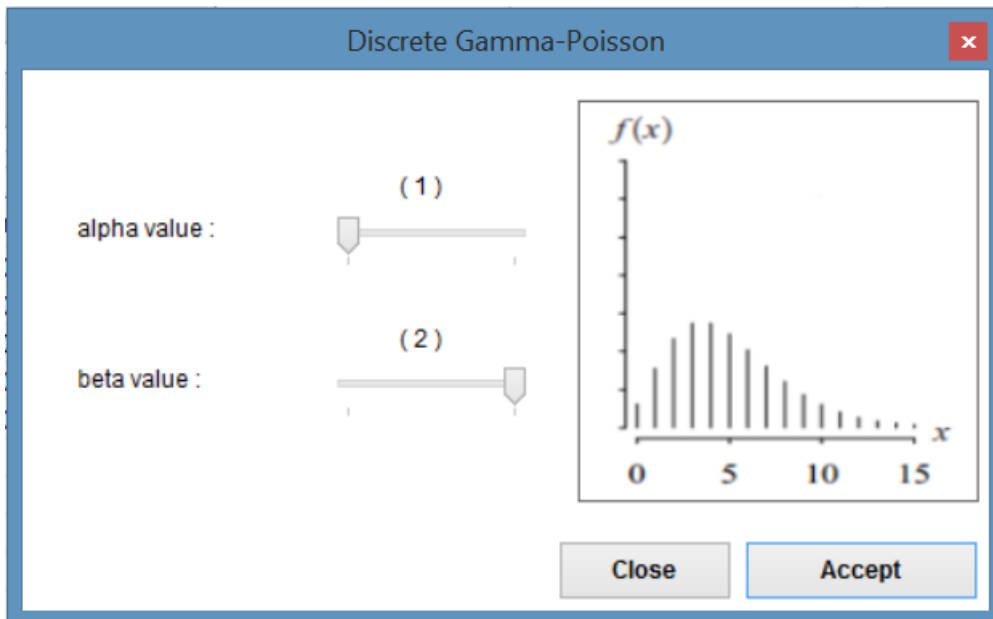 Discrete Gamma-Poisson
x
f(x)
( 1 )
alpha value :
( 2 )
beta value :
x
0 5 10 15
Close Accept